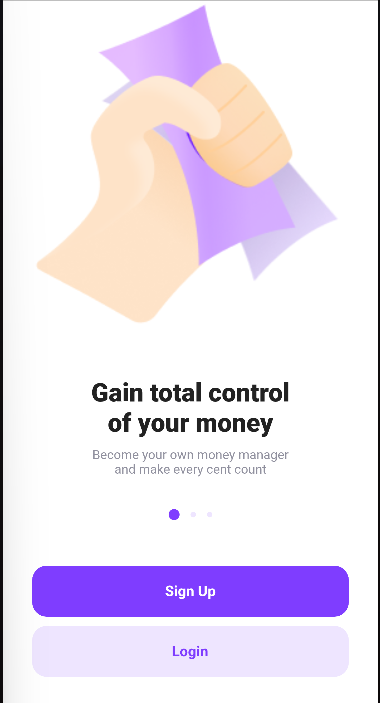 Gain total control
of your money
Become your own money manager
and make every cent count
Sign Up
Login